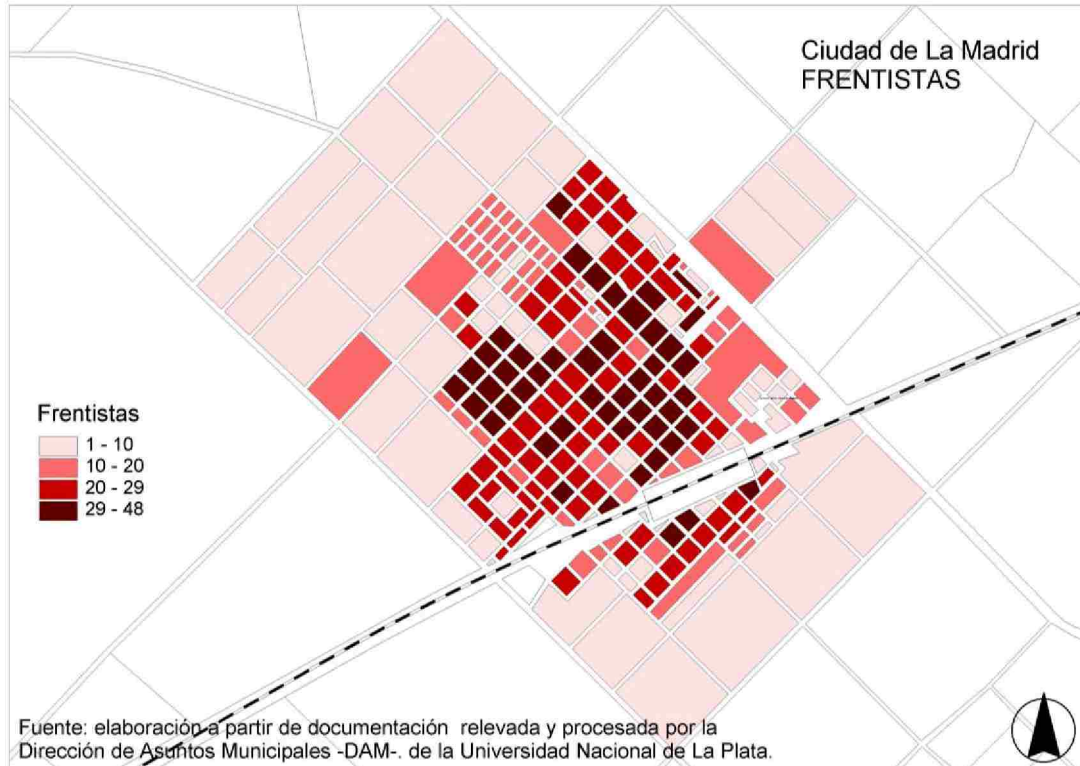 Ciudad de La Madrid
FRENTISTAS
Frentistas
1 - 10
10 - 20
20 - 29
29 - 48
Fuente: elaboración a partir de documentación relevada y procesada por la
Dirección de Asuntos Municipales -DAM-. de la Universidad Nacional de La Plata.